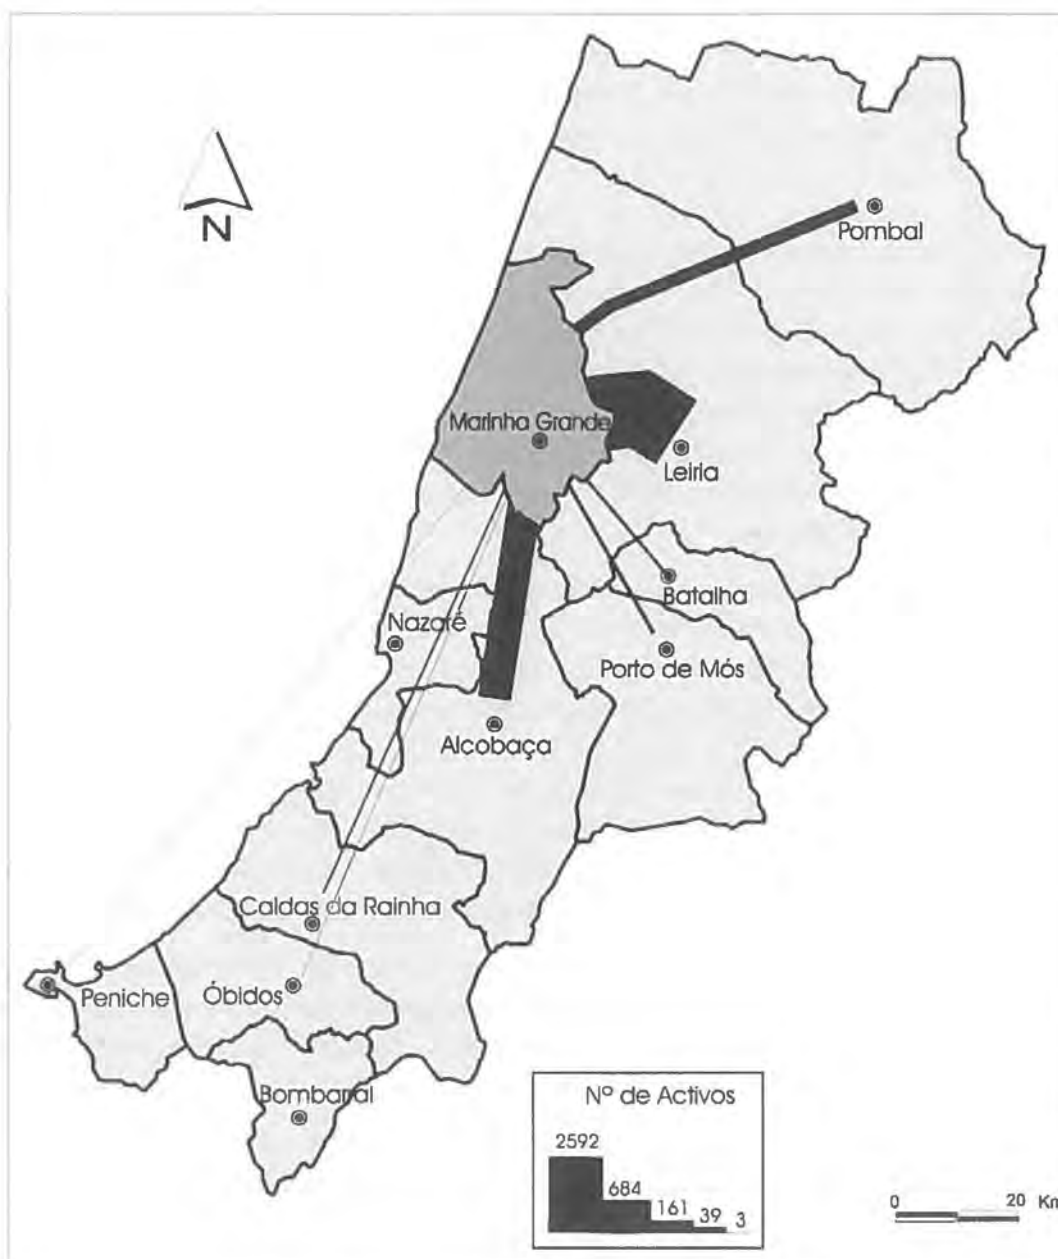 N
Pombal
Marinha Grande
Leiria
Batalha
Nazaré
Porto de Mós
Alcobaça
Caldas da Rainha
Peniche
Óbidos
Bombarral
Nº de Activos
2592
684
161
39
3
0 20 Km